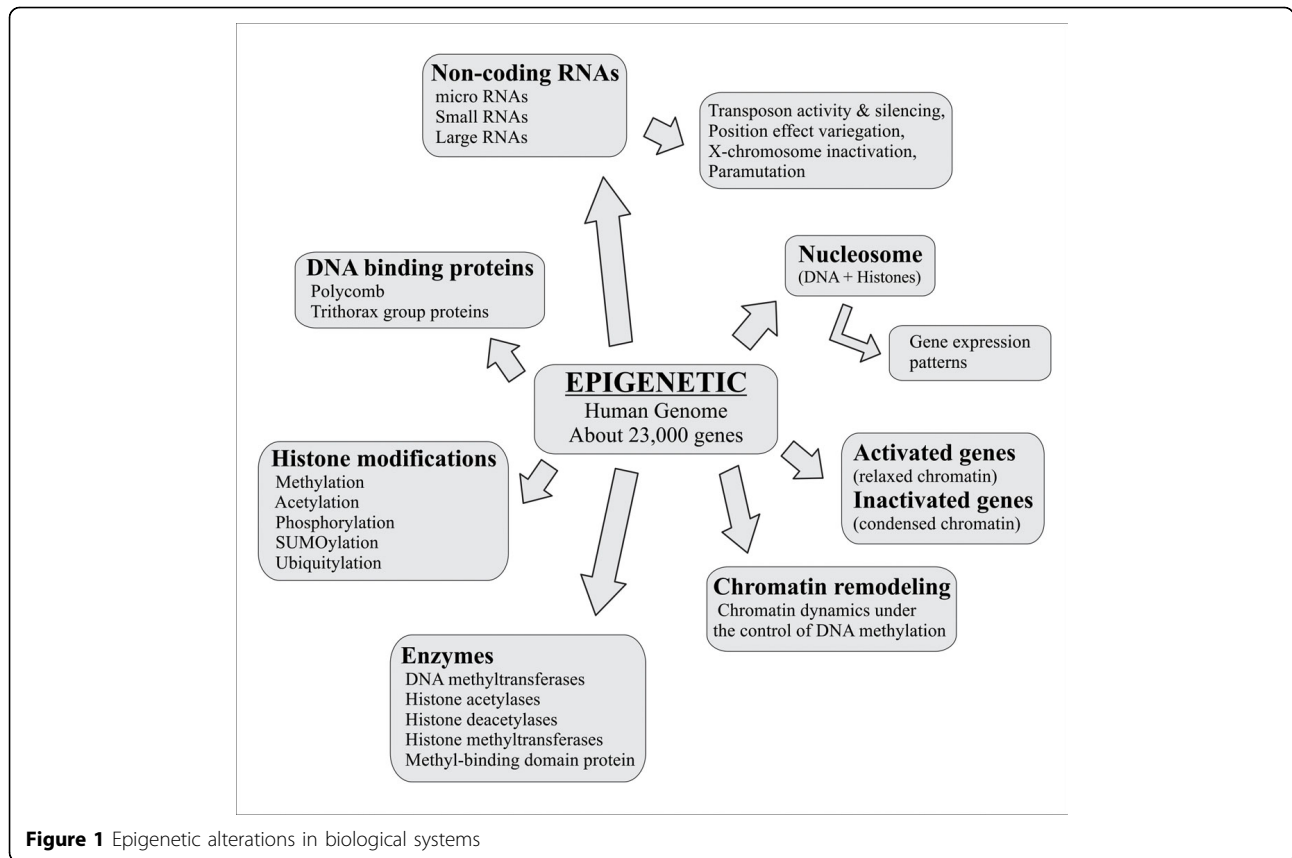 Non-coding RNAs
micro RNAs
Small RNAs
Large RNAs
Transposon activity & silencing,
Position effect variegation,
X-chromosome inactivation,
Paramutation
DNA binding proteins
Polycomb
Trithorax group proteins
Nucleosome
(DNA + Histones)
Gene expression
patterns
EPIGENETIC
Human Genome
About 23,000 genes
Histone modifications
Methylation
Acetylation
Phosphorylation
SUMOylation
Ubiquitylation
Activated genes
(relaxed chromatin)
Inactivated genes
(condensed chromatin)
Chromatin remodeling
Chromatin dynamics under
the control of DNA methylation
Enzymes
DNA methyltransferases
Histone acetylases
Histone deacetylases
Histone methyltransferases
Methyl-binding domain protein
Figure 1 Epigenetic alterations in biological systems